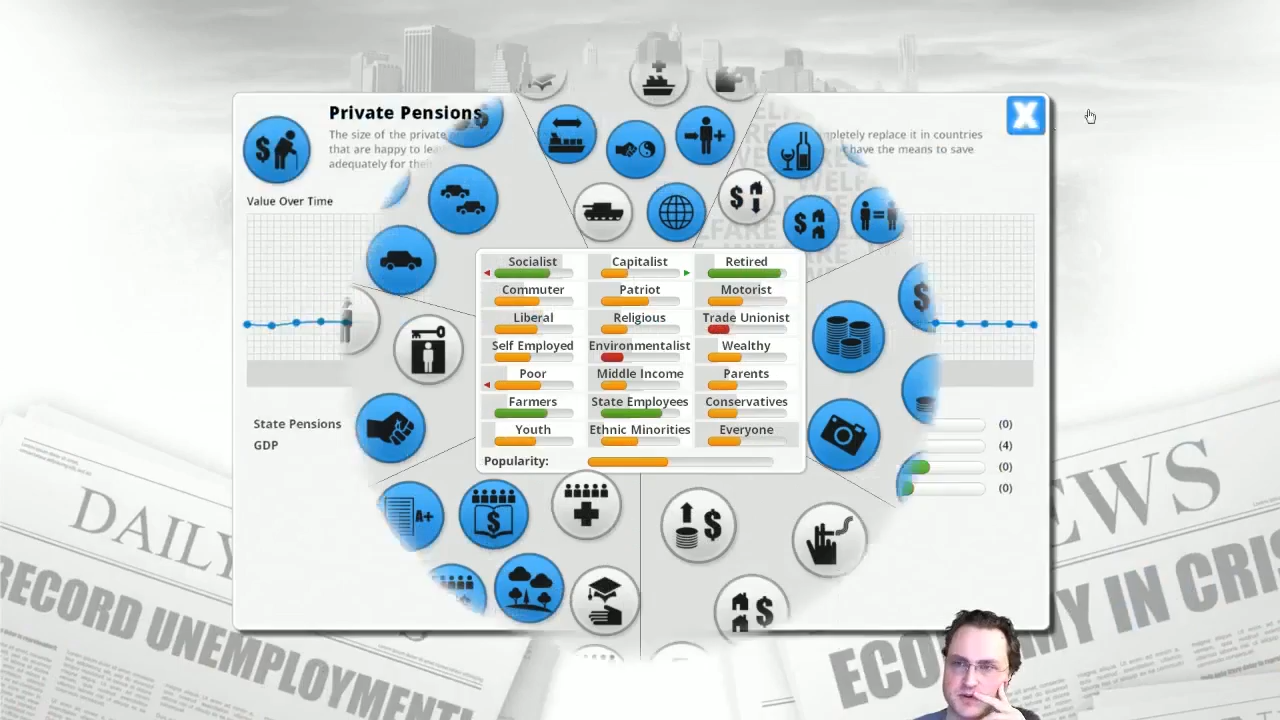 Private Pensions
The size of the private
that are happy to lea
adequately for the
pletely replace it in countries
have the means to save
Value Over Time
WELFARE
State Pensions
GDP
Socialist
Capitalist
Retired
Commuter
Patriot
Motorist
Liberal
Religious
Trade Unionist
Self Employed
Environmentalist
Wealthy
Poor
Middle Income
Parents
Farmers
State Employees
Conservatives
Youth
Ethnic Minorities
Everyone
Popularity:
(0)
(4)
(0)
(0)
A+
DAILY
RECORD UNEMPLOYMENT!
NEWS
ECONOMY IN CRIS